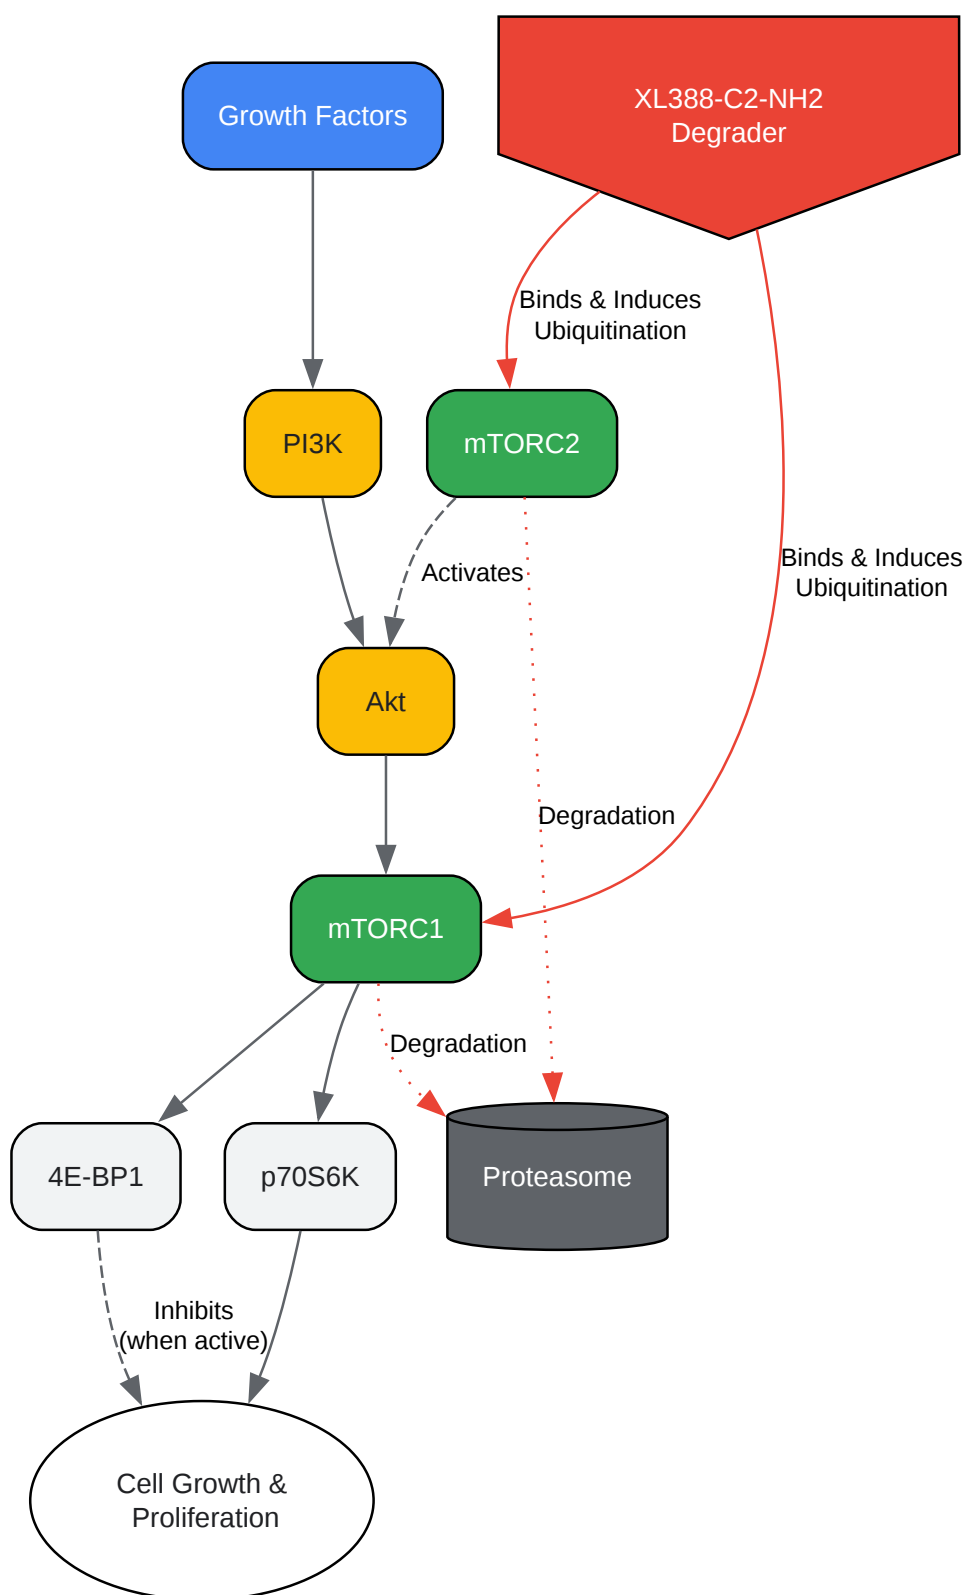 Growth Factors
XL388-C2-NH2
Degrader
Binds & Induces
Ubiquitination
PI3K
mTORC2
Binds & Induces
Ubiquitination
Activates
Akt
Degradation
mTORC1
Degradation
4E-BP1
p70S6K
Proteasome
Inhibits
(when active)
Cell Growth &
Proliferation